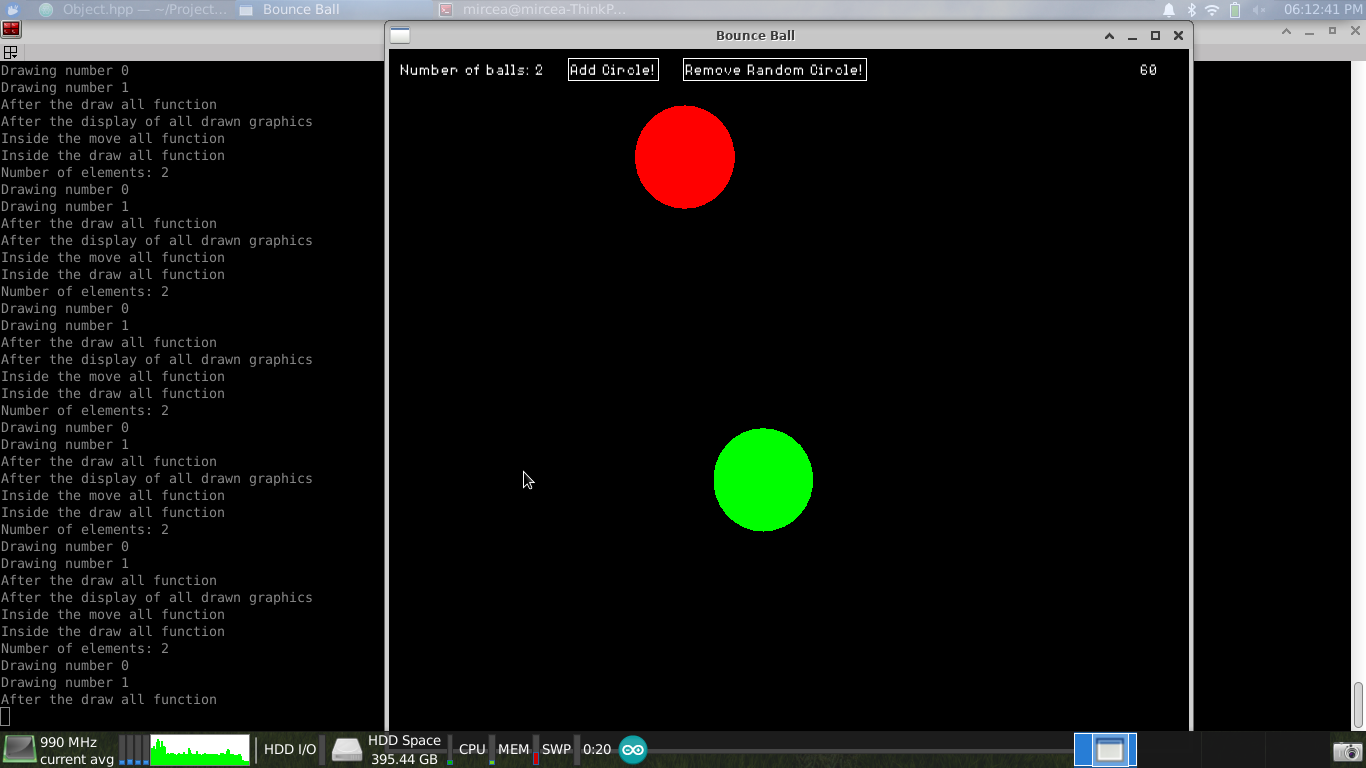 Object.hpp — ~/Project...
Bounce Ball
mircea@mircea-ThinkP...
06:12:41 PM
Bounce Ball
Number of balls: 2 Add Circle! Remove Random Circle! 60
Drawing number 0
Drawing number 1
After the draw all function
After the display of all drawn graphics
Inside the move all function
Inside the draw all function
Number of elements: 2
Drawing number 0
Drawing number 1
After the draw all function
After the display of all drawn graphics
Inside the move all function
Inside the draw all function
Number of elements: 2
Drawing number 0
Drawing number 1
After the draw all function
After the display of all drawn graphics
Inside the move all function
Inside the draw all function
Number of elements: 2
Drawing number 0
Drawing number 1
After the draw all function
After the display of all drawn graphics
Inside the move all function
Inside the draw all function
Number of elements: 2
Drawing number 0
Drawing number 1
After the draw all function
After the display of all drawn graphics
Inside the move all function
Inside the draw all function
Number of elements: 2
Drawing number 0
Drawing number 1
After the draw all function
990 MHz
current avg
HDD I/O
HDD Space
395.44 GB
CPU MEM SWP 0:20